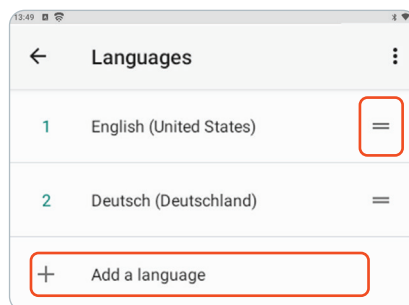 13:49
Languages
1 English (United States)
2 Deutsch (Deutschland)
Add a language